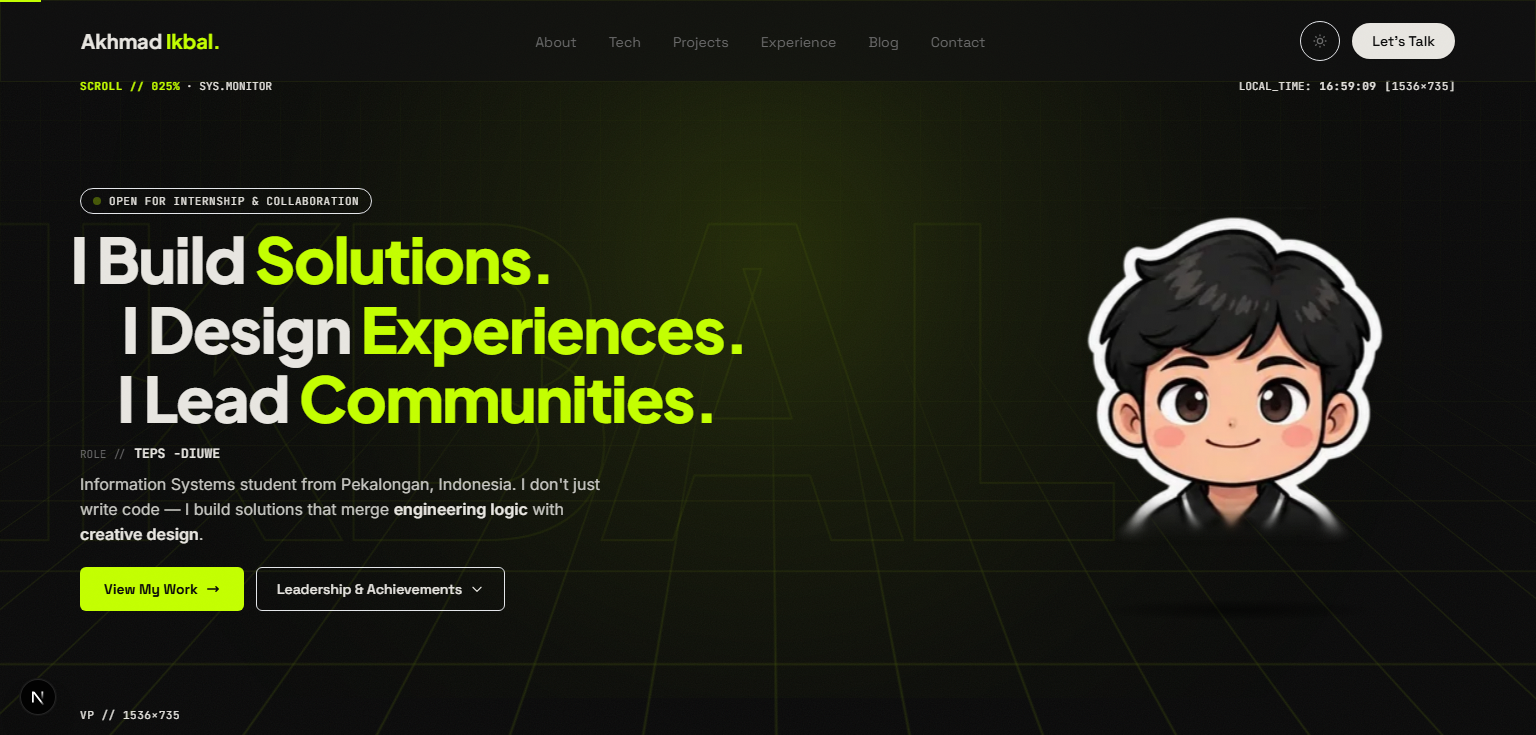 Akhmad Ikbal.
About Tech Projects Experience Blog Contact
Let's Talk
SCROLL // 025% · SYS.MONITOR
LOCAL_TIME: 16:59:09 [1536×735]
OPEN FOR INTERNSHIP & COLLABORATION
IKBAL
I Build Solutions.
I Design Experiences.
I Lead Communities.
ROLE // TEPS -DIUWE
Information Systems student from Pekalongan, Indonesia. I don't just
write code — I build solutions that merge engineering logic with
creative design.
View My Work →
Leadership & Achievements
N
VP // 1536×735